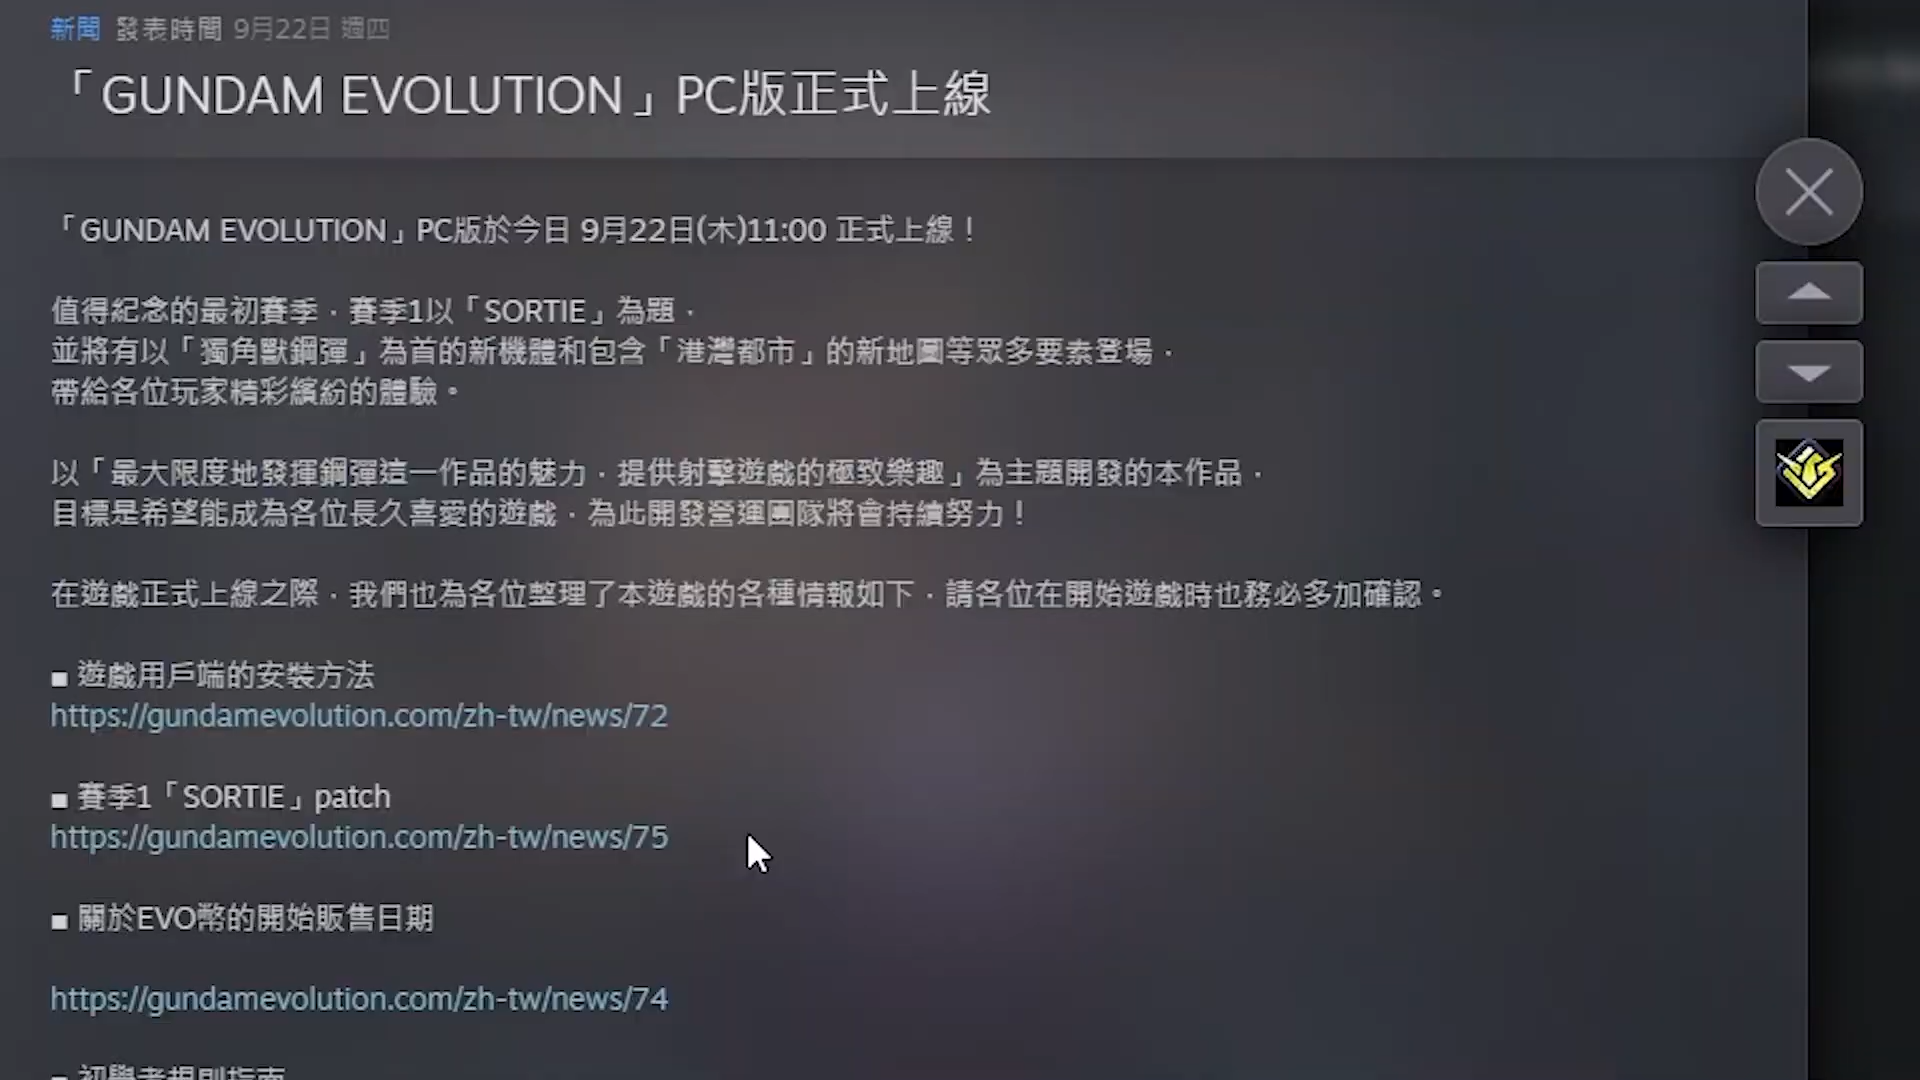 新聞 發表時間 9月22日 週四
「GUNDAM EVOLUTION」PC版正式上線
「GUNDAM EVOLUTION」PC版於今日 9月22日(木)11:00 正式上線！
值得紀念的最初賽季，賽季1以「SORTIE」為題，
並將有以「獨角獸鋼彈」為首的新機體和包含「港灣都市」的新地圖等眾多要素登場，
帶給各位玩家精彩繽紛的體驗。
以「最大限度地發揮鋼彈這一作品的魅力，提供射擊遊戲的極致樂趣」為主題開發的本作品，
目標是希望能成為各位長久喜愛的遊戲，為此開發營運團隊將會持續努力！
在遊戲正式上線之際，我們也為各位整理了本遊戲的各種情報如下，請各位在開始遊戲時也務必多加確認。
■ 遊戲用戶端的安裝方法
https://gundamevolution.com/zh-tw/news/72
■ 賽季1「SORTIE」patch
https://gundamevolution.com/zh-tw/news/75
■ 關於EVO幣的開始販售日期
https://gundamevolution.com/zh-tw/news/74
■ 初學者規則指南